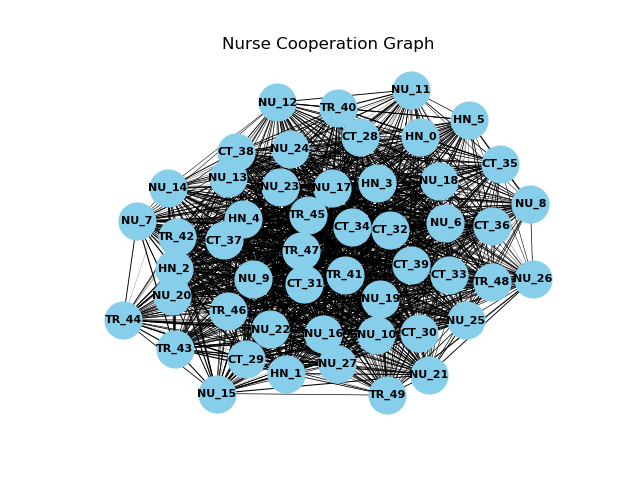 Nurse Cooperation Graph
NU_11
NU_12
TR_40
HN_5
CT_28
HN_0
NU_24
CT_38
CT_35
NU_13
NU_18
HN_3
NU_14
NU_23
NU_17
NU_8
TR_45
HN_4
NU_7
NU_6
CT_36
CT_34
CT_32
TR_42
CT_37
TR_47
CT_39
HN_2
TR_41
CT_33
NU_9
NU_26
TR_48
CT_31
NU_20
NU_19
TR_46
TR_44
NU_25
NU_22
CT_30
NU_16
NU_10
TR_43
CT_29
NU_27
HN_1
NU_21
NU_15
TR_49